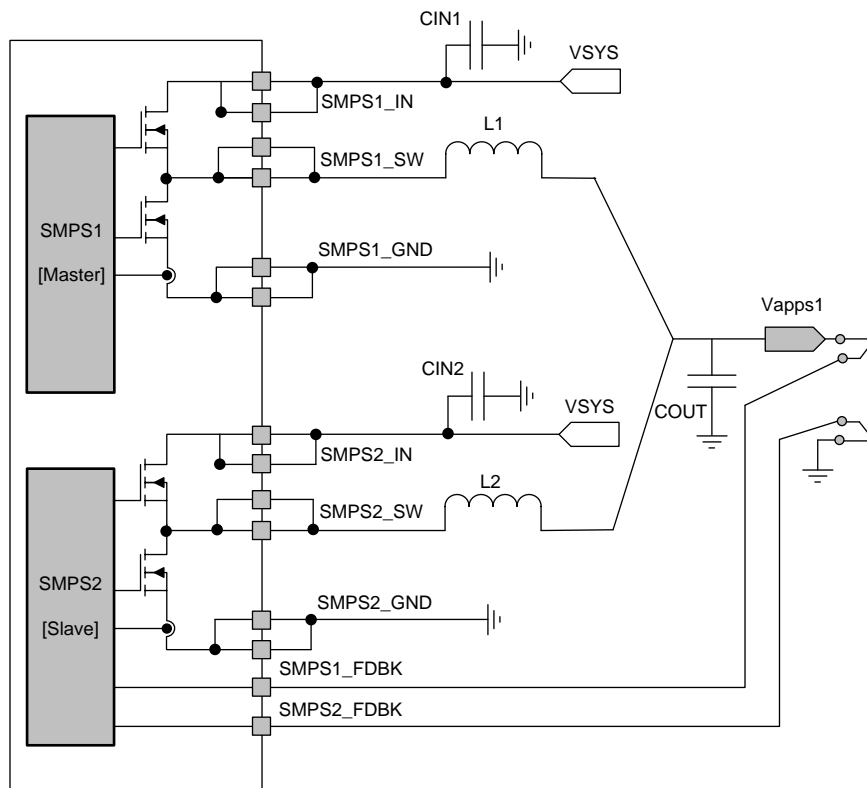 CIN1
VSYS
SMPS1_IN
L1
SMPS1_SW
SMPS1
[Master]
SMPS1_GND
Vapps1
CIN2
VSYS
COUT
SMPS2_IN
L2
SMPS2_SW
SMPS2
[Slave]
SMPS2_GND
SMPS1_FDBK
SMPS2_FDBK